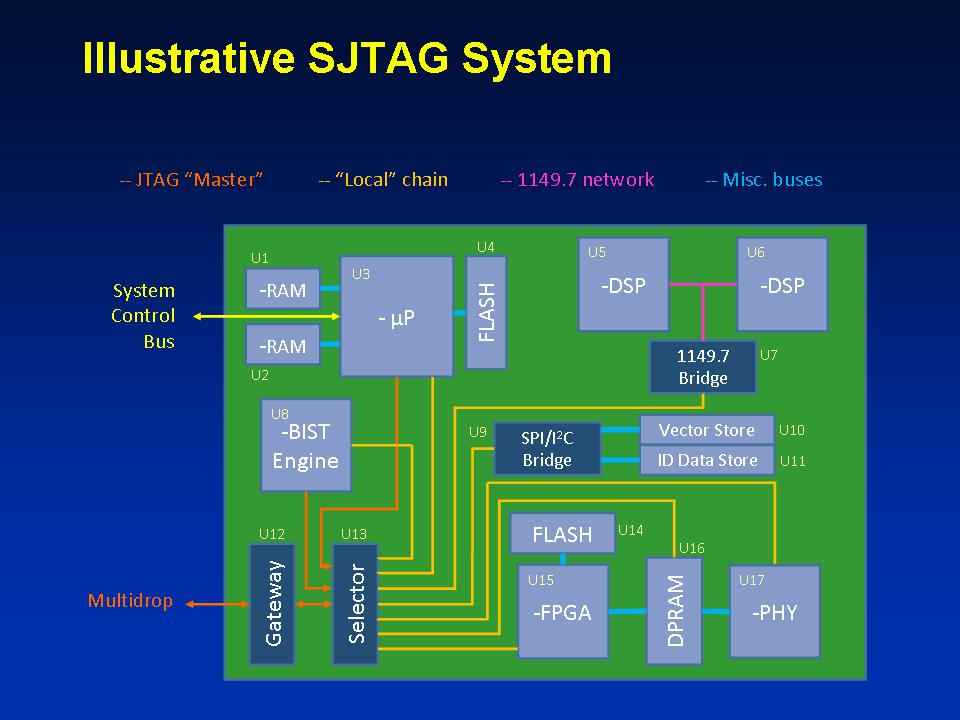 Illustrative SJTAG System
-- JTAG “Master”
-- “Local” chain
-- 1149.7 network
-- Misc. buses
System
Control
Bus
U1
-RAM
-RAM
U2
U3
- µP
U4
FLASH
U5
-DSP
U6
-DSP
1149.7
Bridge
U7
U8
-BIST
Engine
U9
SPI/I²C
Bridge
Vector Store
U10
ID Data Store
U11
U12
Gateway
U13
Selector
Multidrop
FLASH
U14
U15
-FPGA
U16
DPRAM
U17
-PHY